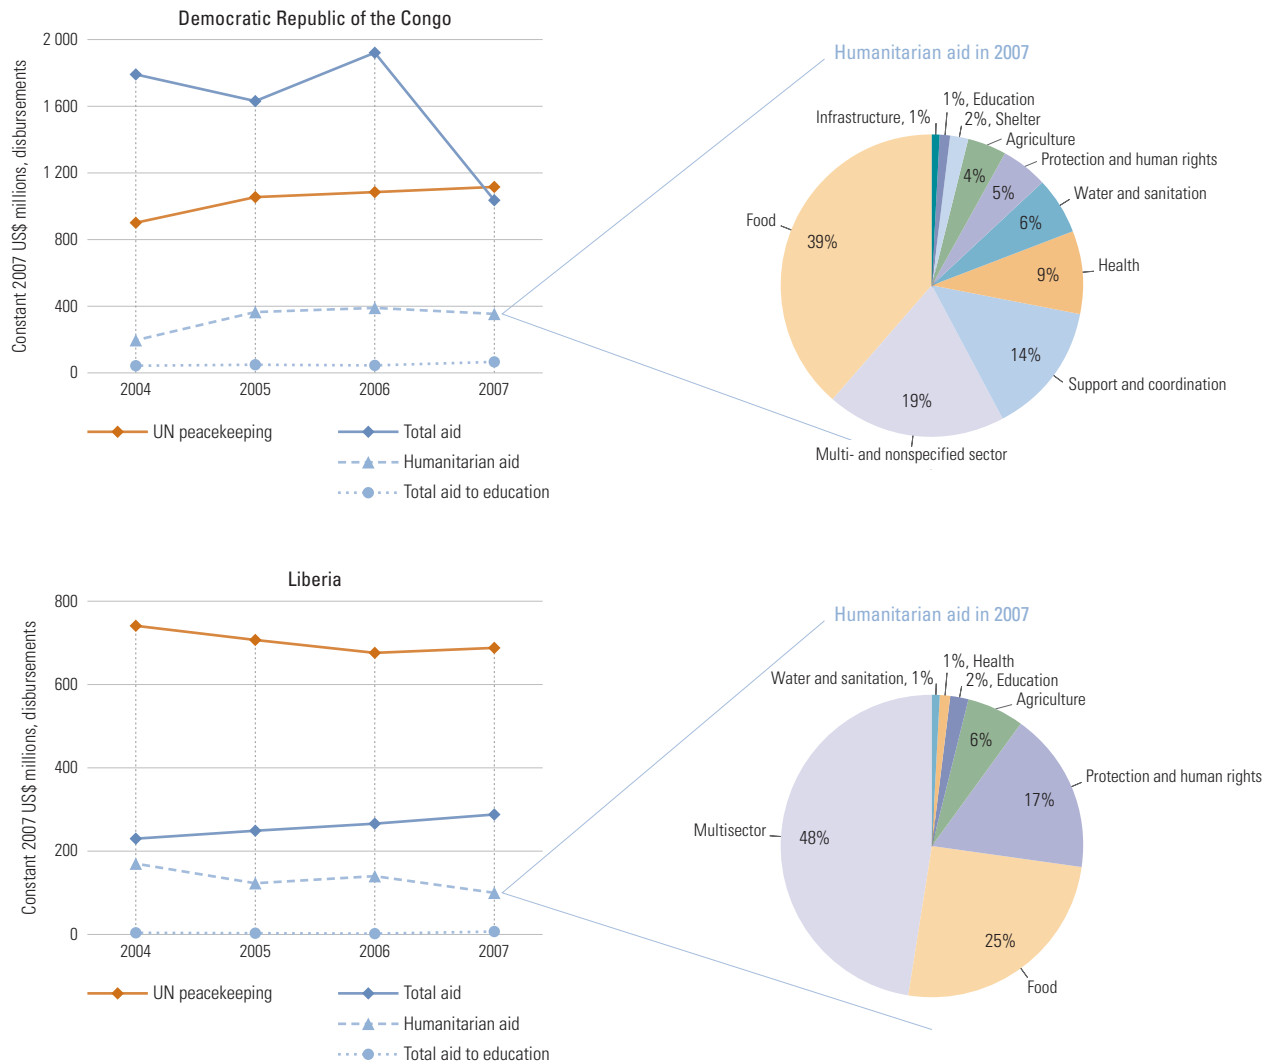 Democratic Republic of the Congo
Constant 2007 US$ millions, disbursements
2 000
1 600
1 200
800
400
0
2004 2005 2006 2007
UN peacekeeping
Total aid
Humanitarian aid
Total aid to education
Humanitarian aid in 2007
Infrastructure, 1%
1%, Education
2%, Shelter
Agriculture
4%
Protection and human rights
5%
Water and sanitation
6%
Health
9%
Support and coordination
14%
Multi- and nonspecified sector
19%
Food
39%
Liberia
Constant 2007 US$ millions, disbursements
800
600
400
200
0
2004 2005 2006 2007
UN peacekeeping
Total aid
Humanitarian aid
Total aid to education
Humanitarian aid in 2007
Water and sanitation, 1%
1%, Health
2%, Education
Agriculture
6%
Protection and human rights
17%
Food
25%
Multisector
48%